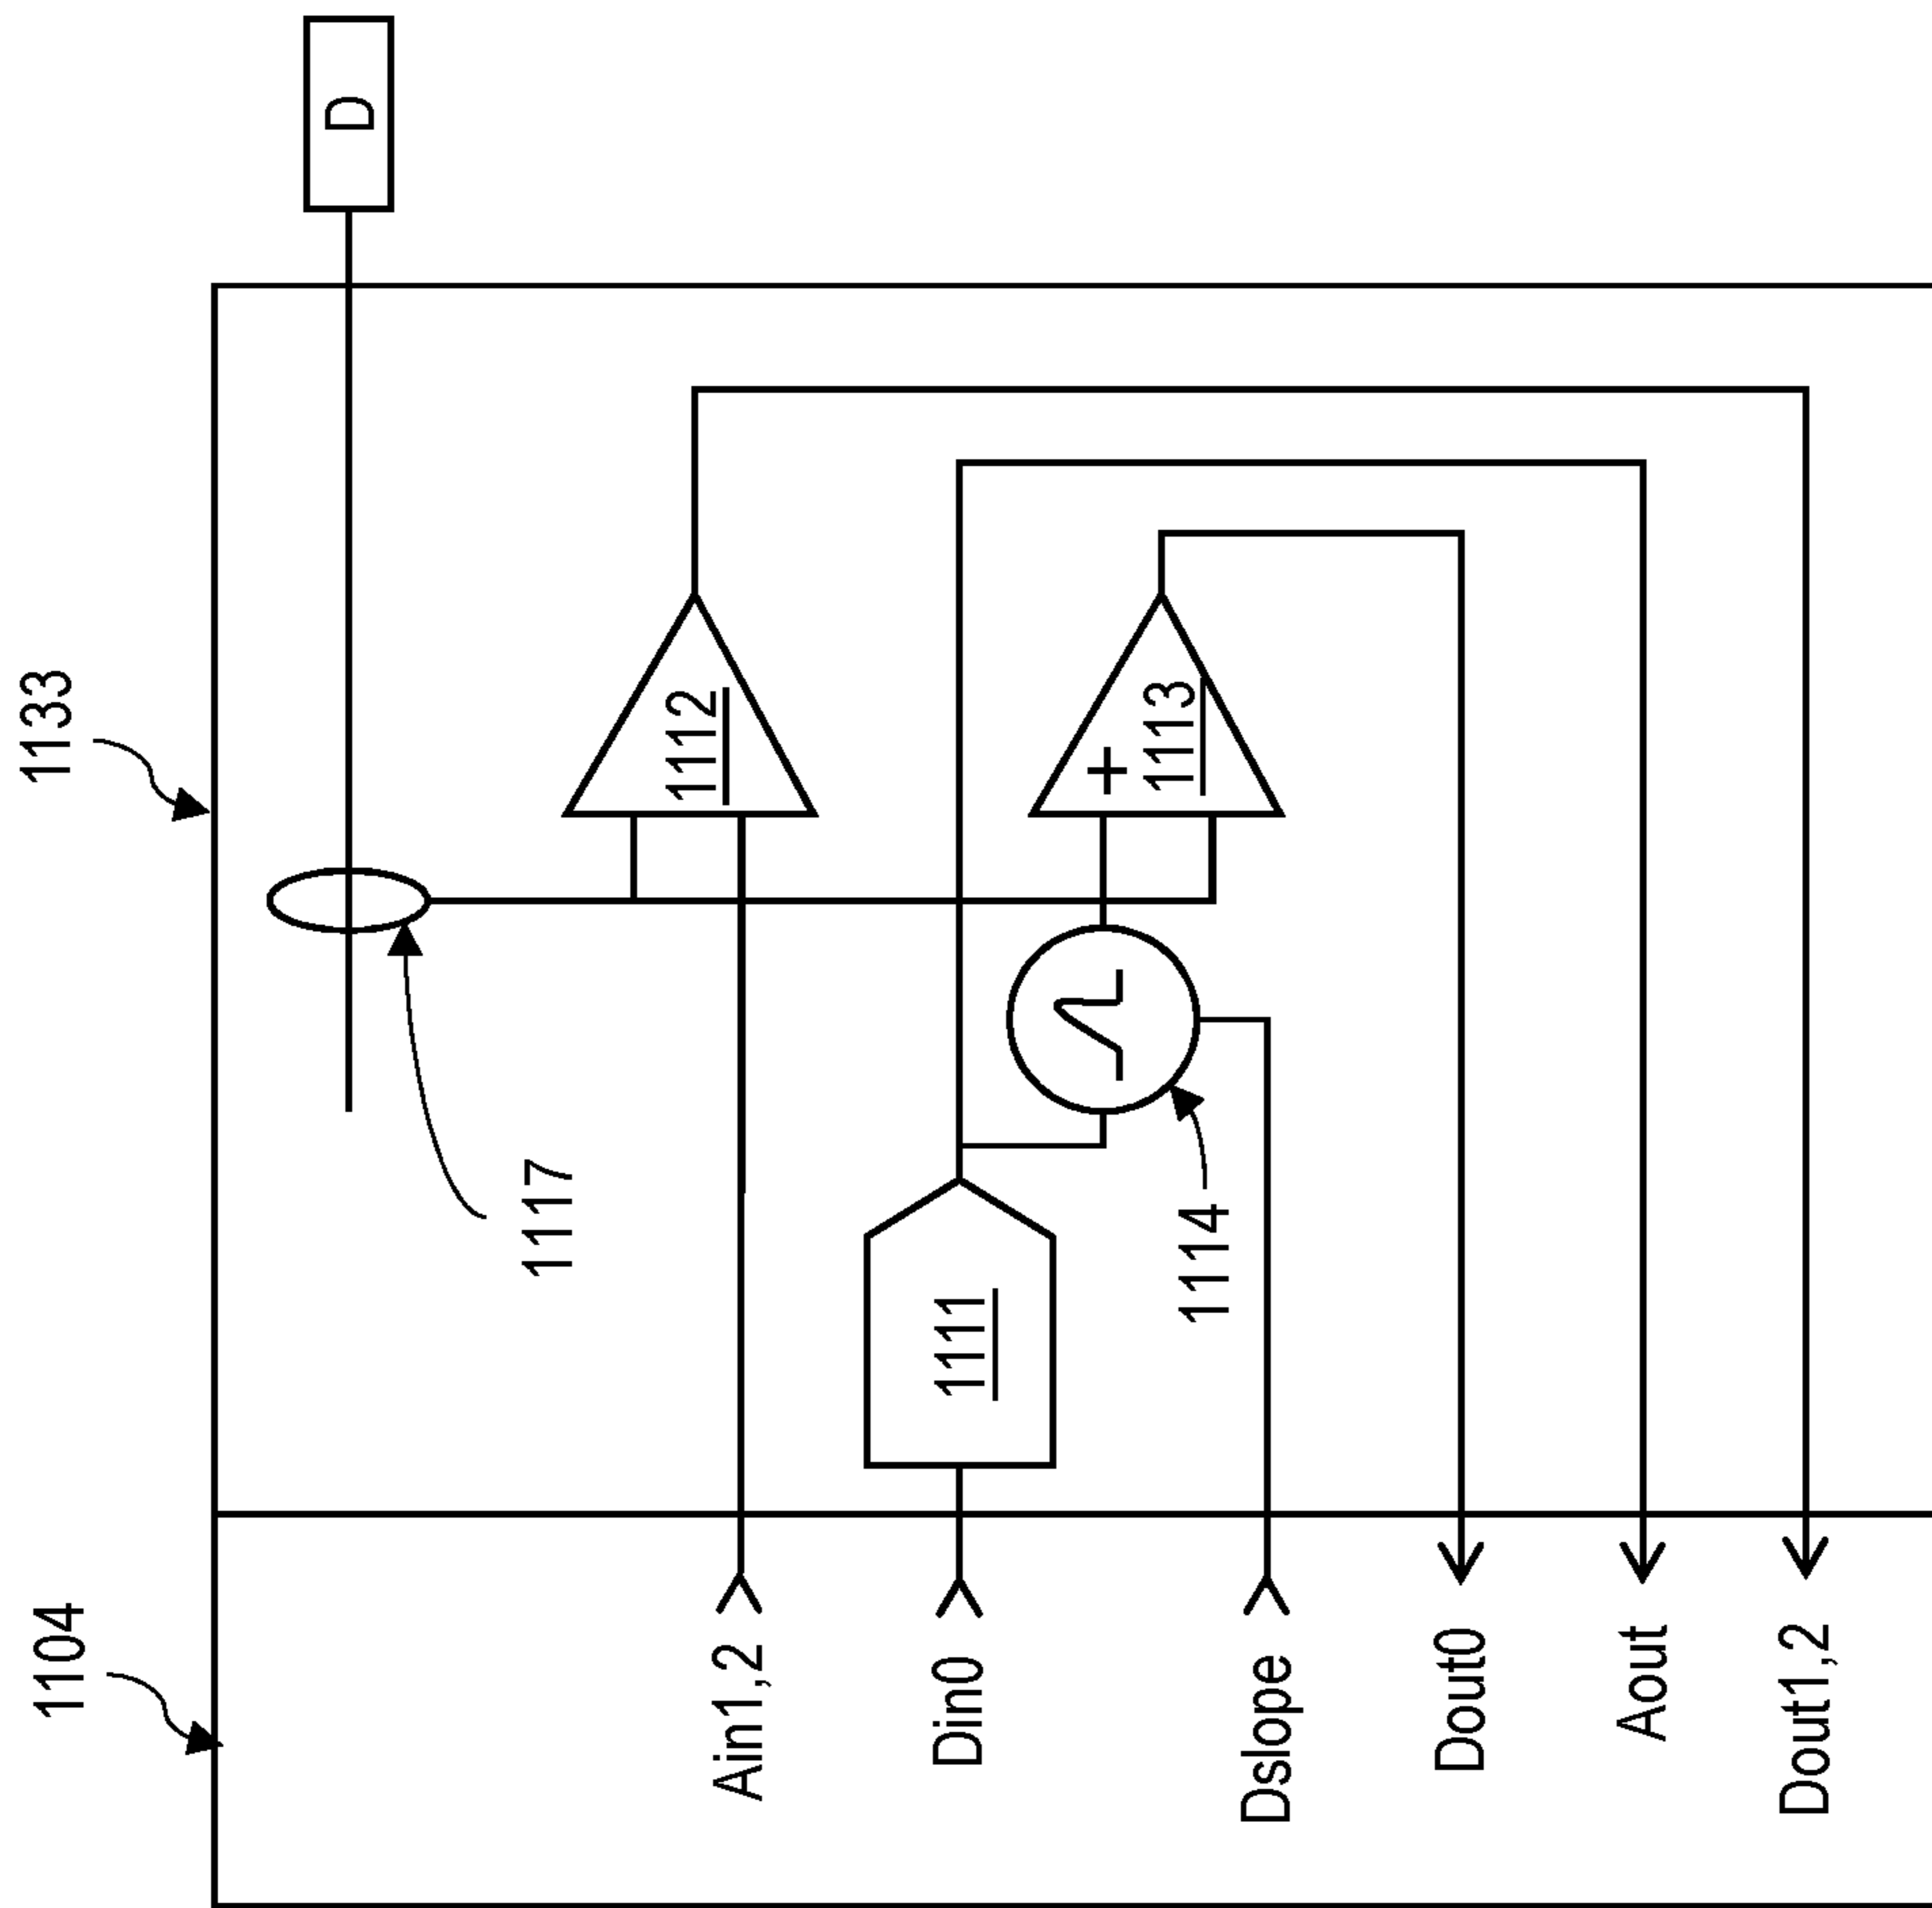 1104
1133
D
1117
1112
Ain1,2
1111
Din0
+
1113
1114
Dslope
Dout0
Aout
Dout1,2